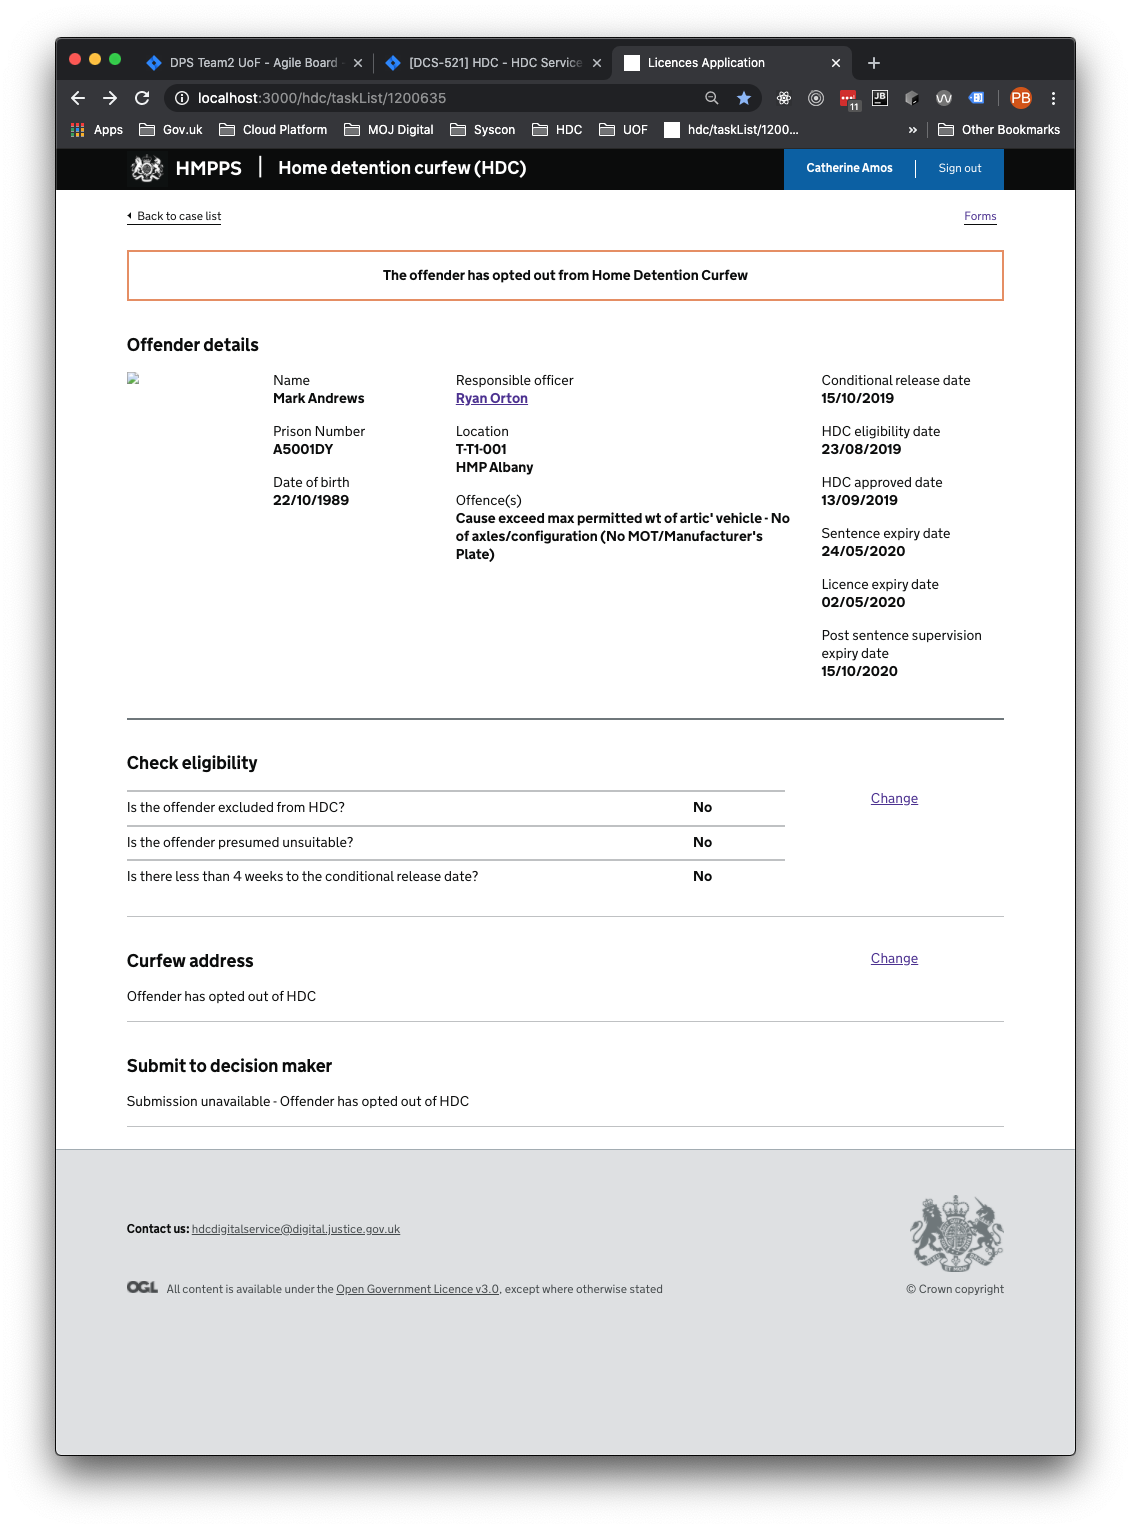 DPS Team2 UoF - Agile Board -
[DCS-521] HDC - HDC Service
Licences Application
localhost:3000/hdc/taskList/1200635
11
JB
PB
Apps
Gov.uk
Cloud Platform
MOJ Digital
Syscon
HDC
UOF
hdc/taskList/1200...
»
Other Bookmarks
HMPPS | Home detention curfew (HDC)
Catherine Amos
Sign out
Back to case list
Forms
The offender has opted out from Home Detention Curfew
Offender details
Name
Mark Andrews
Prison Number
A5001DY
Date of birth
22/10/1989
Responsible officer
Ryan Orton
Location
T-T1-001
HMP Albany
Offence(s)
Cause exceed max permitted wt of artic' vehicle - No
of axles/configuration (No MOT/Manufacturer's
Plate)
Conditional release date
15/10/2019
HDC eligibility date
23/08/2019
HDC approved date
13/09/2019
Sentence expiry date
24/05/2020
Licence expiry date
02/05/2020
Post sentence supervision
expiry date
15/10/2020
Check eligibility
Is the offender excluded from HDC? No
Change
Is the offender presumed unsuitable? No
Is there less than 4 weeks to the conditional release date? No
Curfew address
Change
Offender has opted out of HDC
Submit to decision maker
Submission unavailable - Offender has opted out of HDC
Contact us: hdcdigitalservice@digital.justice.gov.uk
OGL All content is available under the Open Government Licence v3.0, except where otherwise stated
© Crown copyright